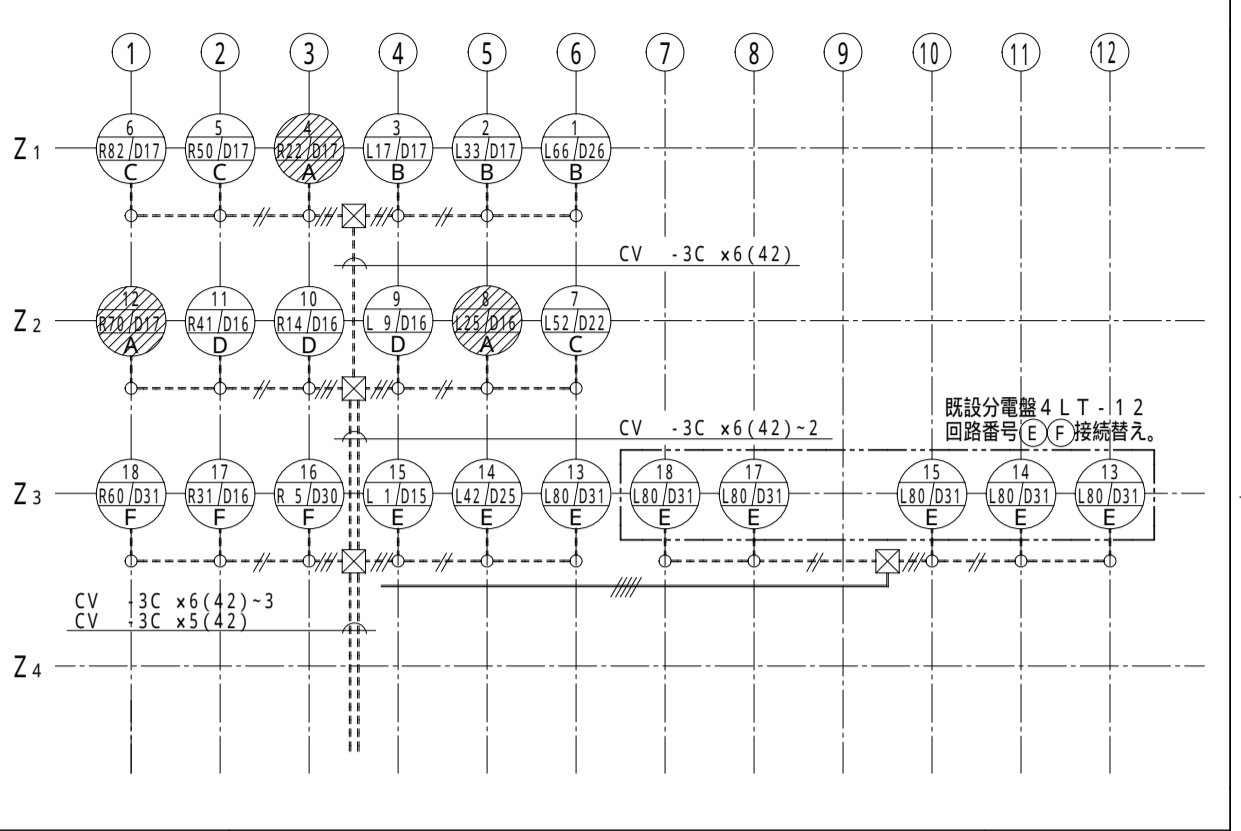 1 2 3 4 5 6 7 8 9 10 11 12
Z1
6 5 4 3 2 1
R82/D17 R50/D17 R22/D17 L17/D17 L33/D17 L66/D26
C C A B B B
CV -3C ×6(42)
Z2
12 11 10 9 8 7
R70/D17 R41/D16 R14/D16 L 9/D16 L25/D16 L52/D22
A D D D A C
CV -3C ×6(42)~2
既設分電盤4LT-12
回路番号ⒺⒻ接続替え。
Z3
18 17 16 15 14 13 18 17 15 14 13
R60/D31 R31/D16 R 5/D30 L 1/D15 L42/D25 L80/D31 L80/D31 L80/D31 L80/D31 L80/D31 L80/D31
F F F E E E E E E E E
CV -3C ×6(42)~3
CV -3C ×5(42)
Z4